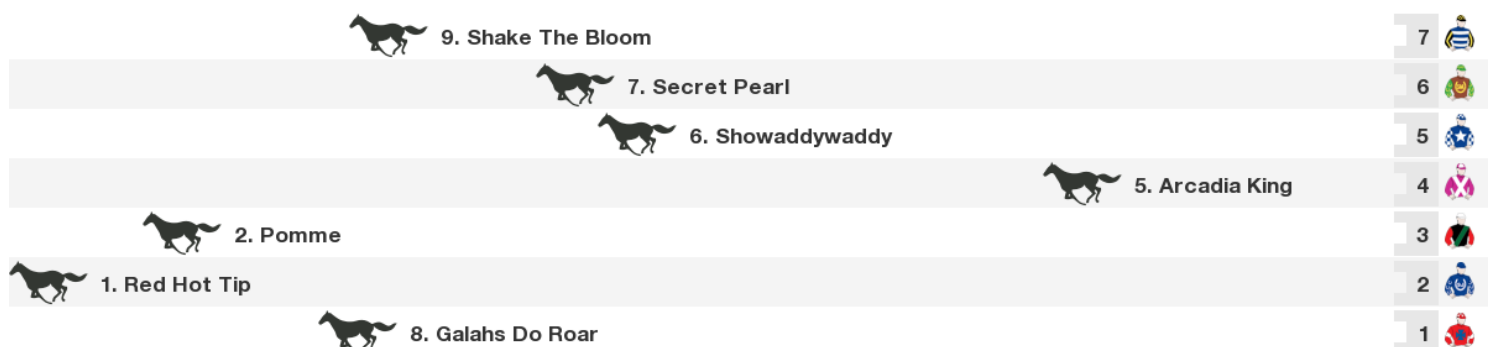 9. Shake The Bloom 7
7. Secret Pearl 6
6. Showaddywaddy 5
5. Arcadia King 4
2. Pomme 3
1. Red Hot Tip 2
8. Galahs Do Roar 1